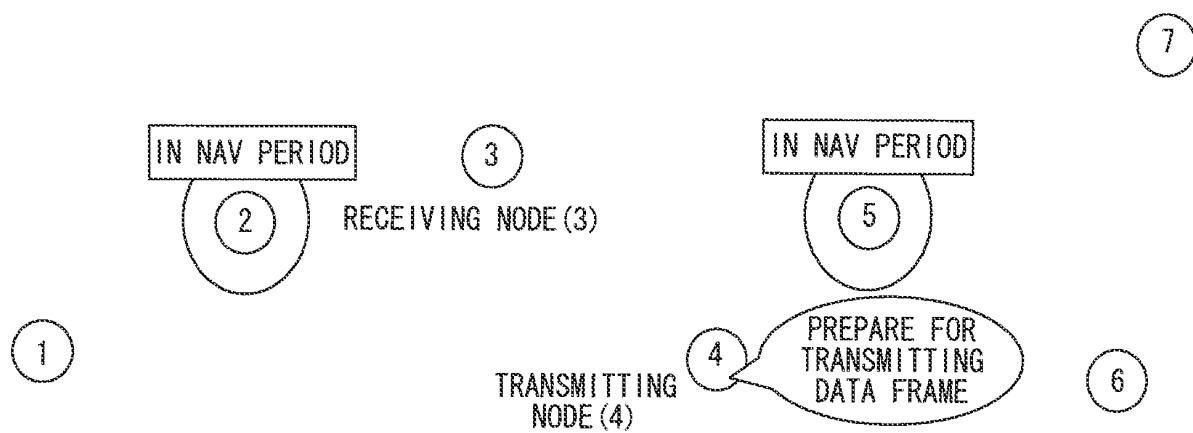 7
IN NAV PERIOD
3
IN NAV PERIOD
2
RECEIVING NODE(3)
5
1
4
PREPARE FOR
TRANSMITTING
DATA FRAME
6
TRANSMITTING
NODE(4)